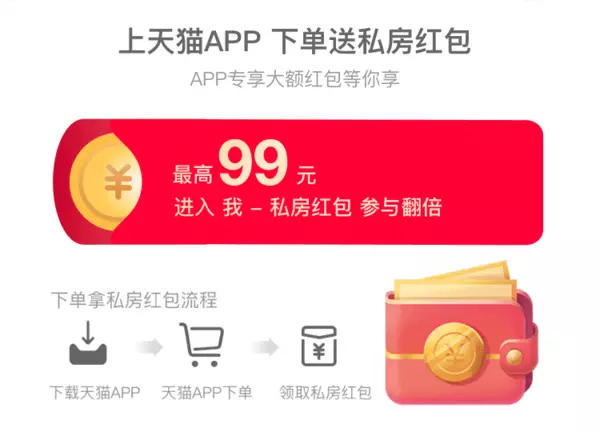 上天猫APP 下单送私房红包
APP专享大额红包等你享
¥
最高 99 元
进入 我 – 私房红包 参与翻倍
下单拿私房红包流程
¥
下载天猫APP
天猫APP下单
领取私房红包
¥